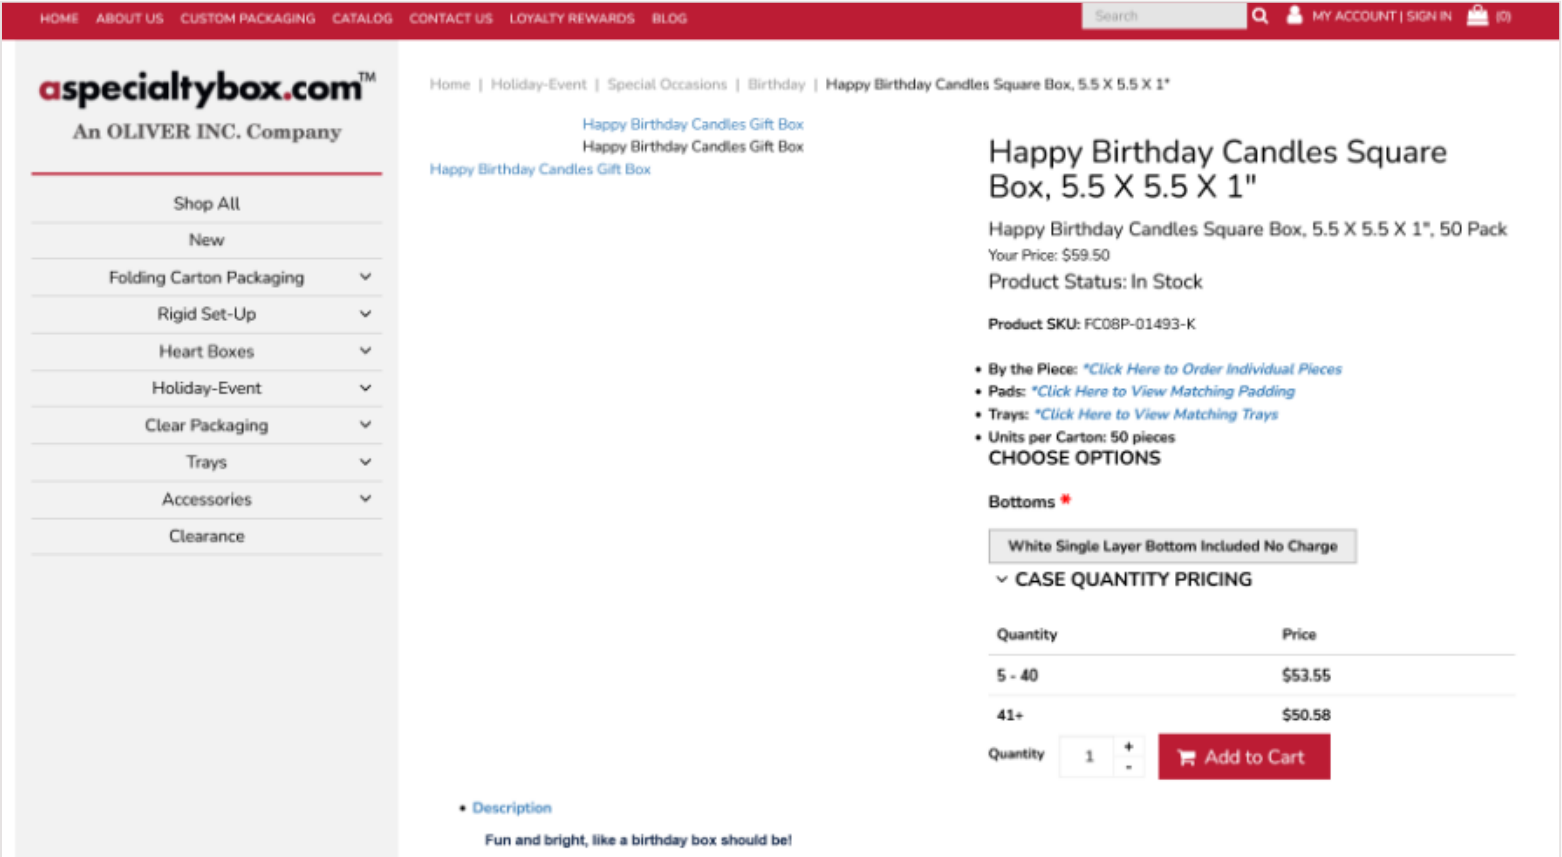 HOME ABOUT US CUSTOM PACKAGING CATALOG CONTACT US LOYALTY REWARDS BLOG
Search
MY ACCOUNT | SIGN IN
(0)
aspecialtybox.com™
An OLIVER INC. Company
Shop All
New
Folding Carton Packaging
Rigid Set-Up
Heart Boxes
Holiday-Event
Clear Packaging
Trays
Accessories
Clearance
Home | Holiday-Event | Special Occasions | Birthday | Happy Birthday Candles Square Box, 5.5 X 5.5 X 1"
Happy Birthday Candles Gift Box
Happy Birthday Candles Gift Box
Happy Birthday Candles Gift Box
Happy Birthday Candles Square
Box, 5.5 X 5.5 X 1"
Happy Birthday Candles Square Box, 5.5 X 5.5 X 1", 50 Pack
Your Price: $59.50
Product Status: In Stock
Product SKU: FC08P-01493-K
• By the Piece: *Click Here to Order Individual Pieces
• Pads: *Click Here to View Matching Padding
• Trays: *Click Here to View Matching Trays
• Units per Carton: 50 pieces
CHOOSE OPTIONS
Bottoms *
White Single Layer Bottom Included No Charge
CASE QUANTITY PRICING
Quantity Price
5 - 40 $53.55
41+ $50.58
Quantity 1 + - Add to Cart
• Description
Fun and bright, like a birthday box should be!